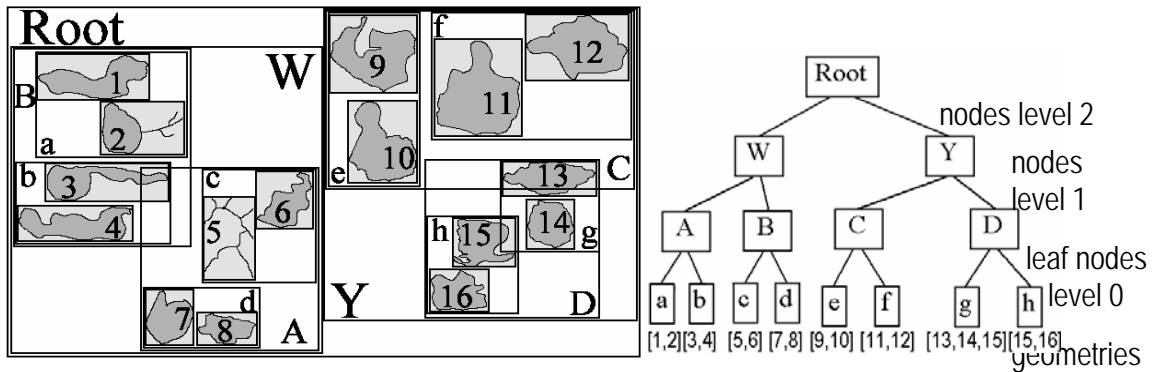 Root
W
B
a
1
2
b
3
4
c
5
6
7
d
8
A
9
e
10
f
11
12
C
13
14
g
h
15
16
D
Y
Root
nodes level 2
W Y
nodes
level 1
A B C D
leaf nodes
level 0
a b c d e f g h
[1,2][3,4] [5,6] [7,8] [9,10] [11,12] [13,14,15] [15,16]
geometries